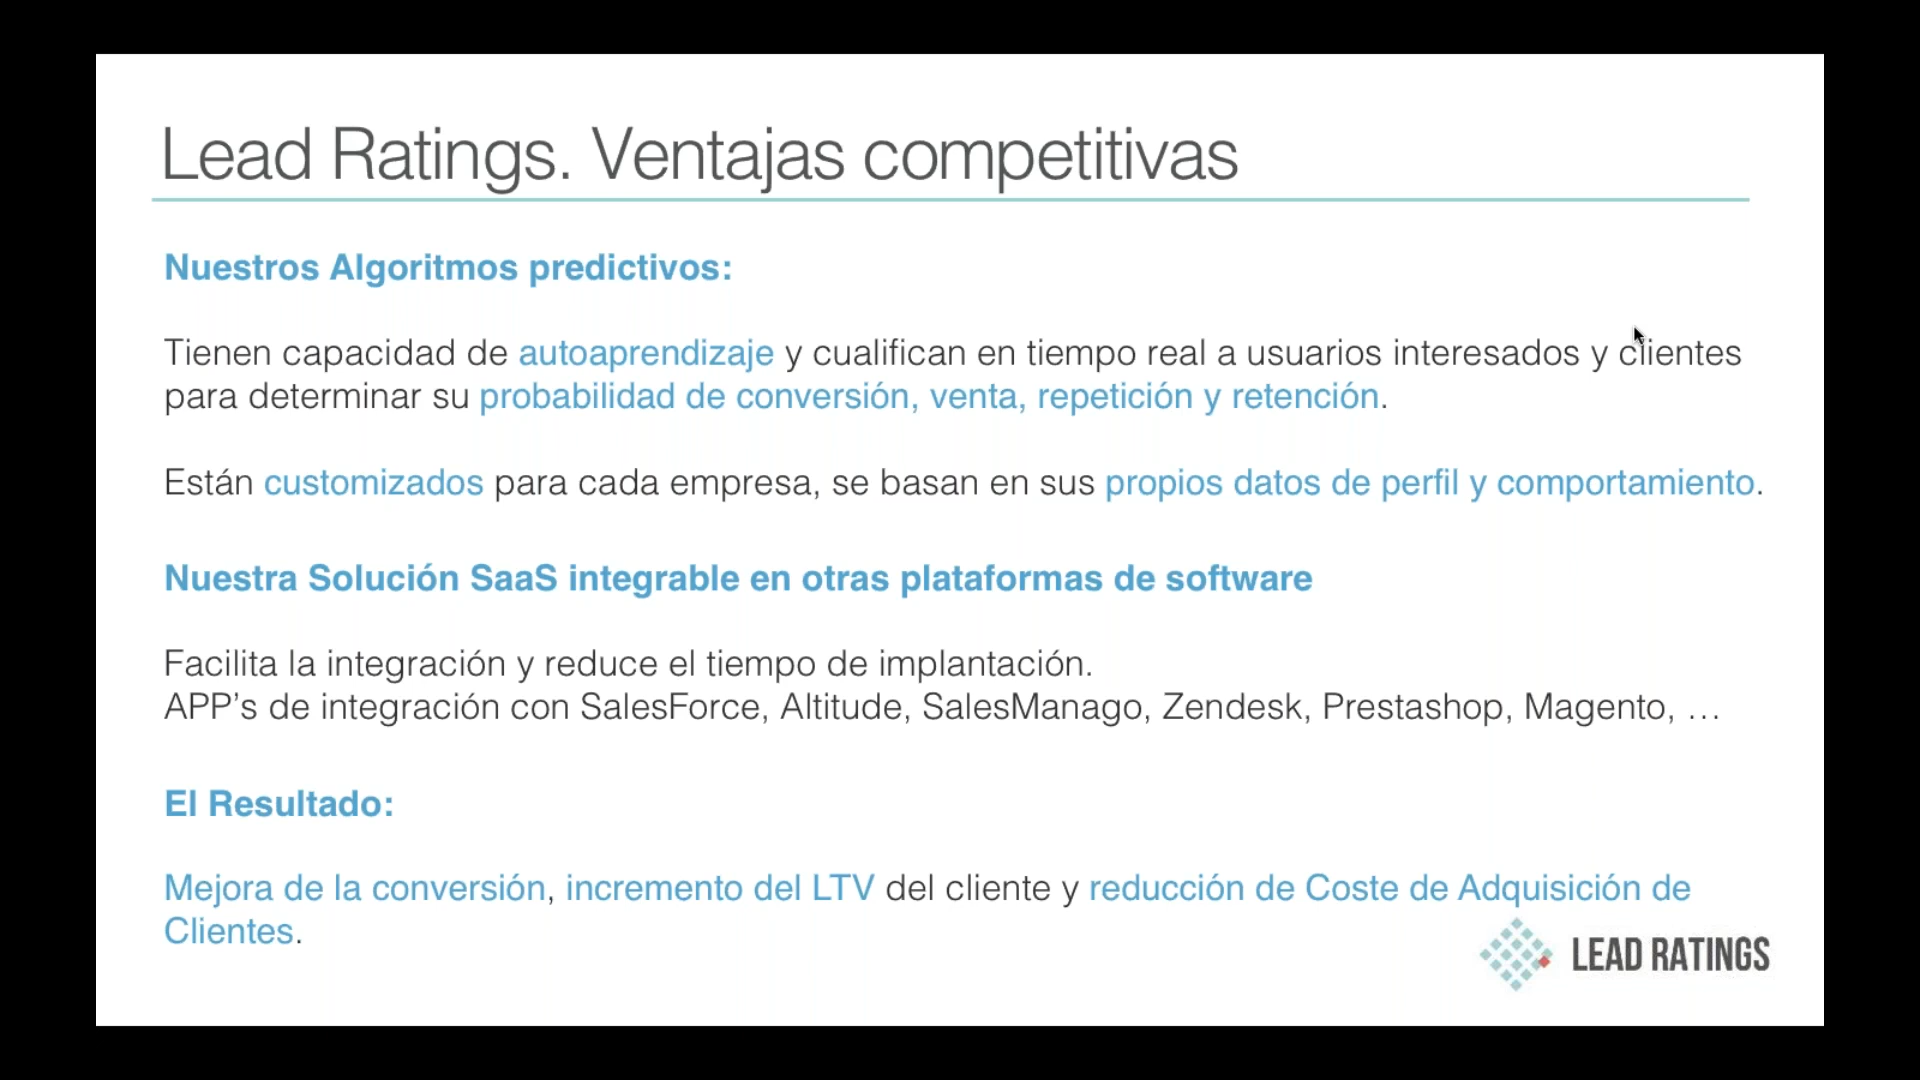 Lead Ratings. Ventajas competitivas
Nuestros Algoritmos predictivos:
Tienen capacidad de autoaprendizaje y cualifican en tiempo real a usuarios interesados y clientes
para determinar su probabilidad de conversión, venta, repetición y retención.
Están customizados para cada empresa, se basan en sus propios datos de perfil y comportamiento.
Nuestra Solución SaaS integrable en otras plataformas de software
Facilita la integración y reduce el tiempo de implantación.
APP’s de integración con SalesForce, Altitude, SalesManago, Zendesk, Prestashop, Magento, …
El Resultado:
Mejora de la conversión, incremento del LTV del cliente y reducción de Coste de Adquisición de
Clientes.
LEAD RATINGS